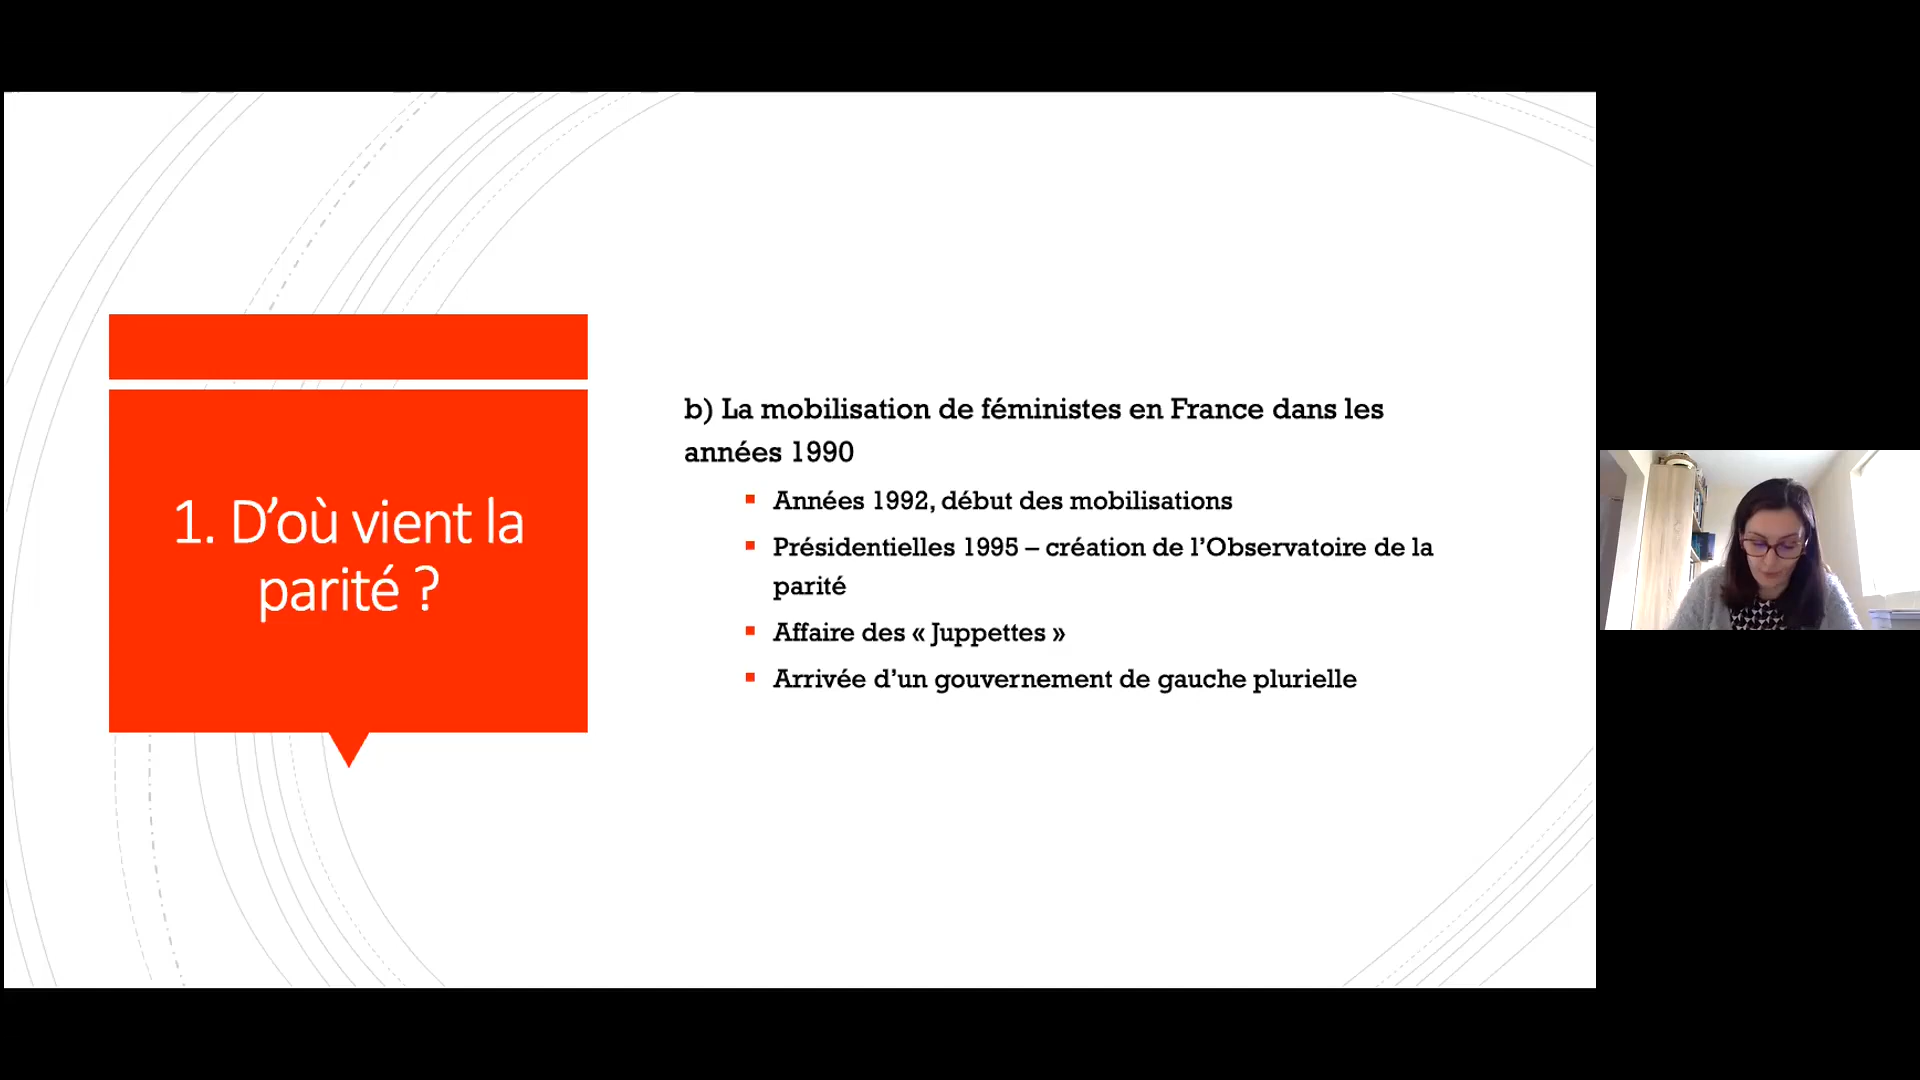 1. D’où vient la
parité ?
b) La mobilisation de féministes en France dans les
années 1990
▪ Années 1992, début des mobilisations
▪ Présidentielles 1995 – création de l’Observatoire de la
parité
▪ Affaire des « Juppettes »
▪ Arrivée d’un gouvernement de gauche plurielle